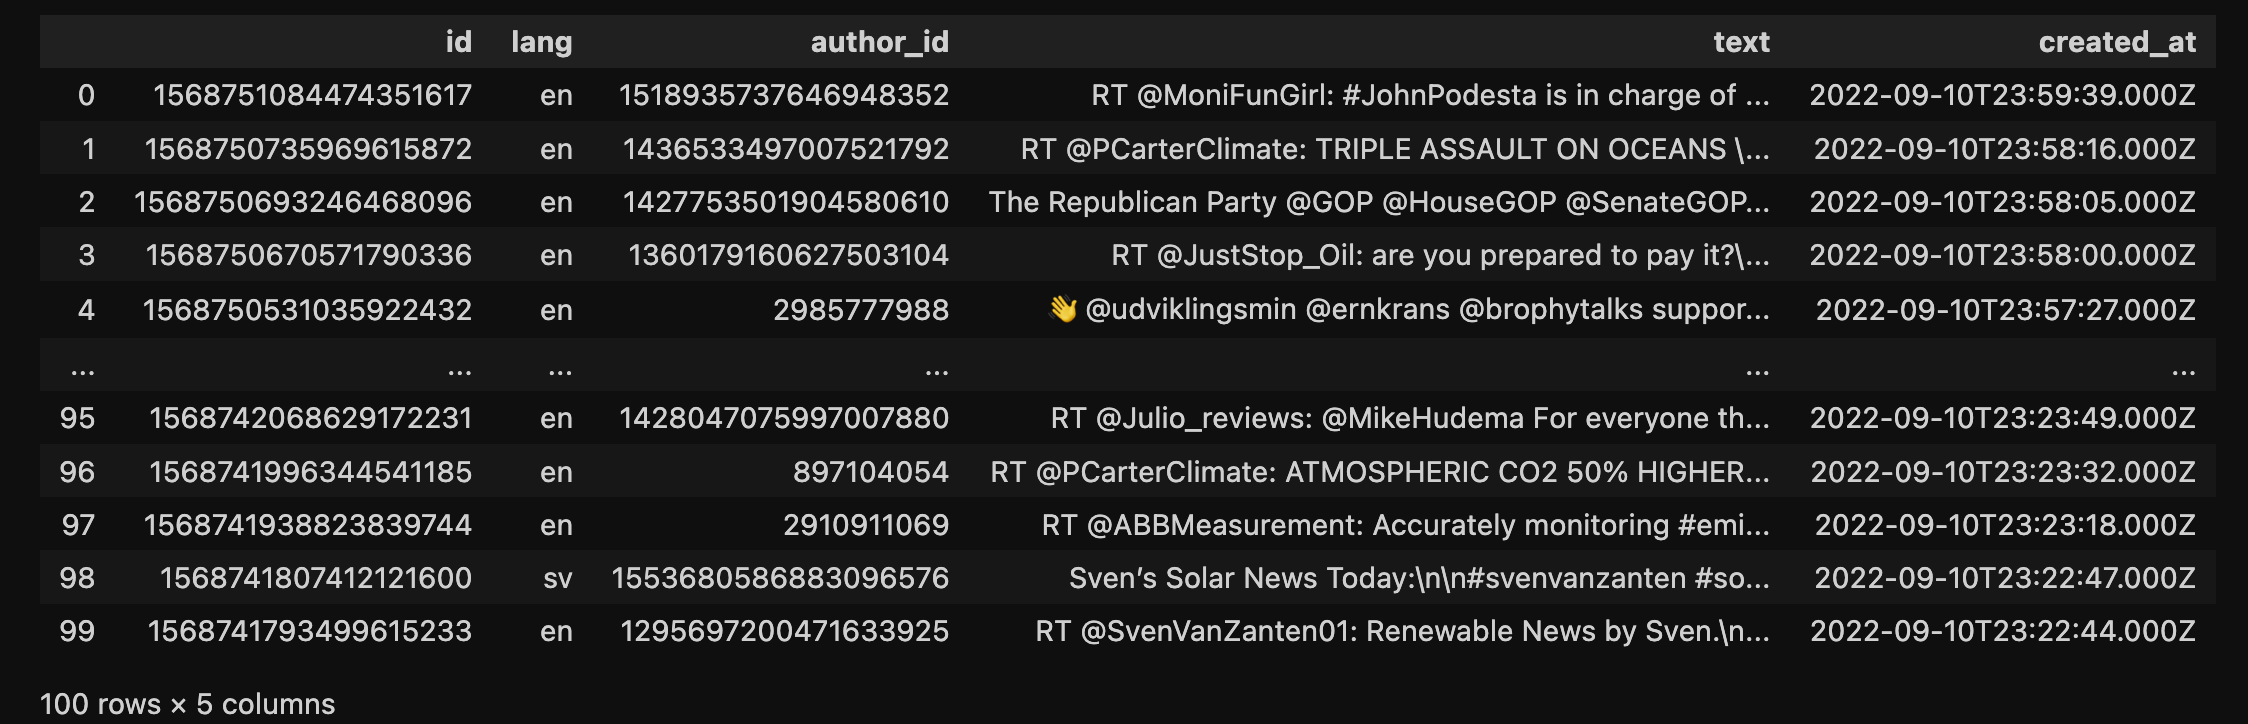 id lang author_id text created_at
0 1568751084474351617 en 1518935737646948352 RT @MoniFunGirl: #JohnPodesta is in charge of ... 2022-09-10T23:59:39.000Z
1 1568750735969615872 en 1436533497007521792 RT @PCarterClimate: TRIPLE ASSAULT ON OCEANS \... 2022-09-10T23:58:16.000Z
2 1568750693246468096 en 1427753501904580610 The Republican Party @GOP @HouseGOP @SenateGOP... 2022-09-10T23:58:05.000Z
3 1568750670571790336 en 1360179160627503104 RT @JustStop_Oil: are you prepared to pay it?\... 2022-09-10T23:58:00.000Z
4 1568750531035922432 en 2985777988 👋 @udviklingsmin @ernkrans @brophytalks suppor... 2022-09-10T23:57:27.000Z
... ... ... ... ... ...
95 1568742068629172231 en 1428047075997007880 RT @Julio_reviews: @MikeHudema For everyone th... 2022-09-10T23:23:49.000Z
96 1568741996344541185 en 897104054 RT @PCarterClimate: ATMOSPHERIC CO2 50% HIGHER... 2022-09-10T23:23:32.000Z
97 1568741938823839744 en 2910911069 RT @ABBMeasurement: Accurately monitoring #emi... 2022-09-10T23:23:18.000Z
98 1568741807412121600 sv 1553680586883096576 Sven’s Solar News Today:\n\n#svenvanzanten #so... 2022-09-10T23:22:47.000Z
99 1568741793499615233 en 1295697200471633925 RT @SvenVanZanten01: Renewable News by Sven.\n... 2022-09-10T23:22:44.000Z
100 rows × 5 columns